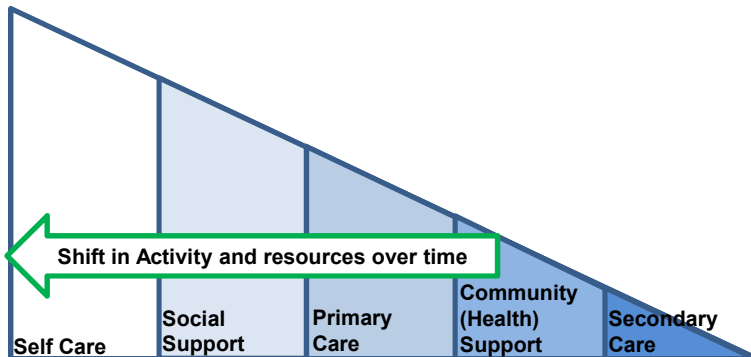 Shift in Activity and resources over time
Self Care
Social
Support
Primary
Care
Community
(Health)
Support
Secondary
Care